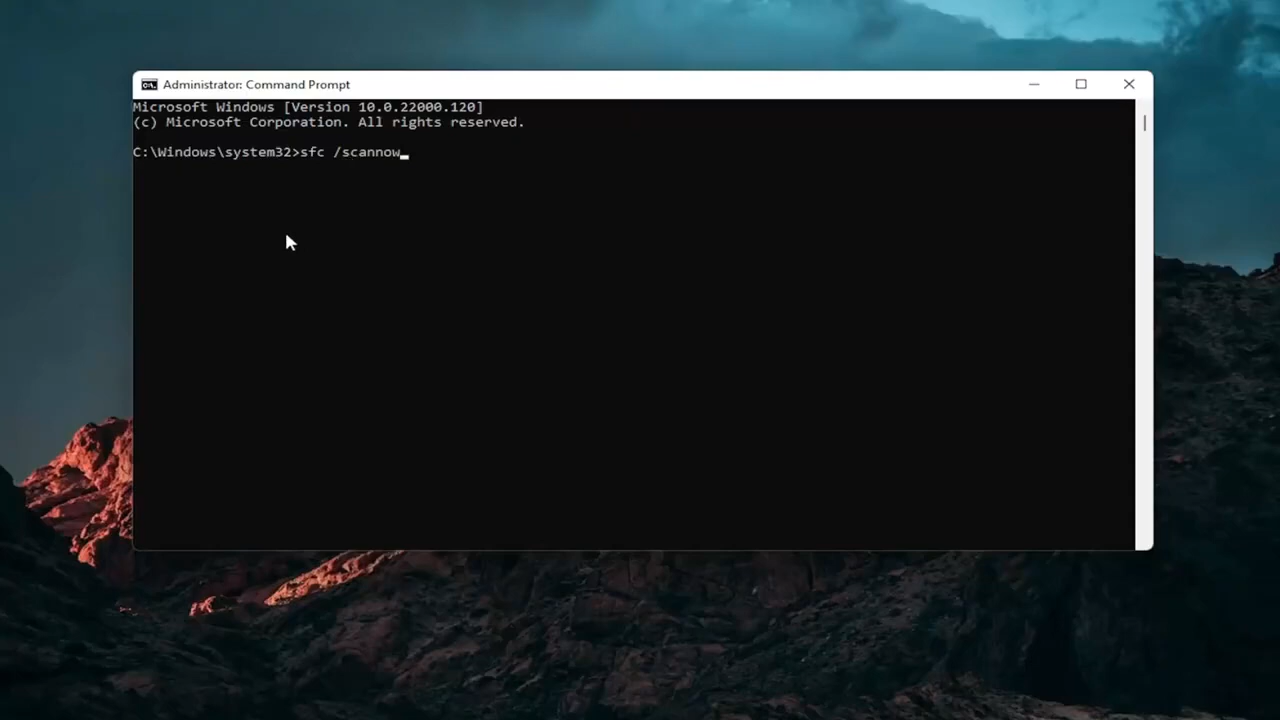 Administrator: Command Prompt
Microsoft Windows [Version 10.0.22000.120]
(c) Microsoft Corporation. All rights reserved.
C:\Windows\system32>sfc /scannow